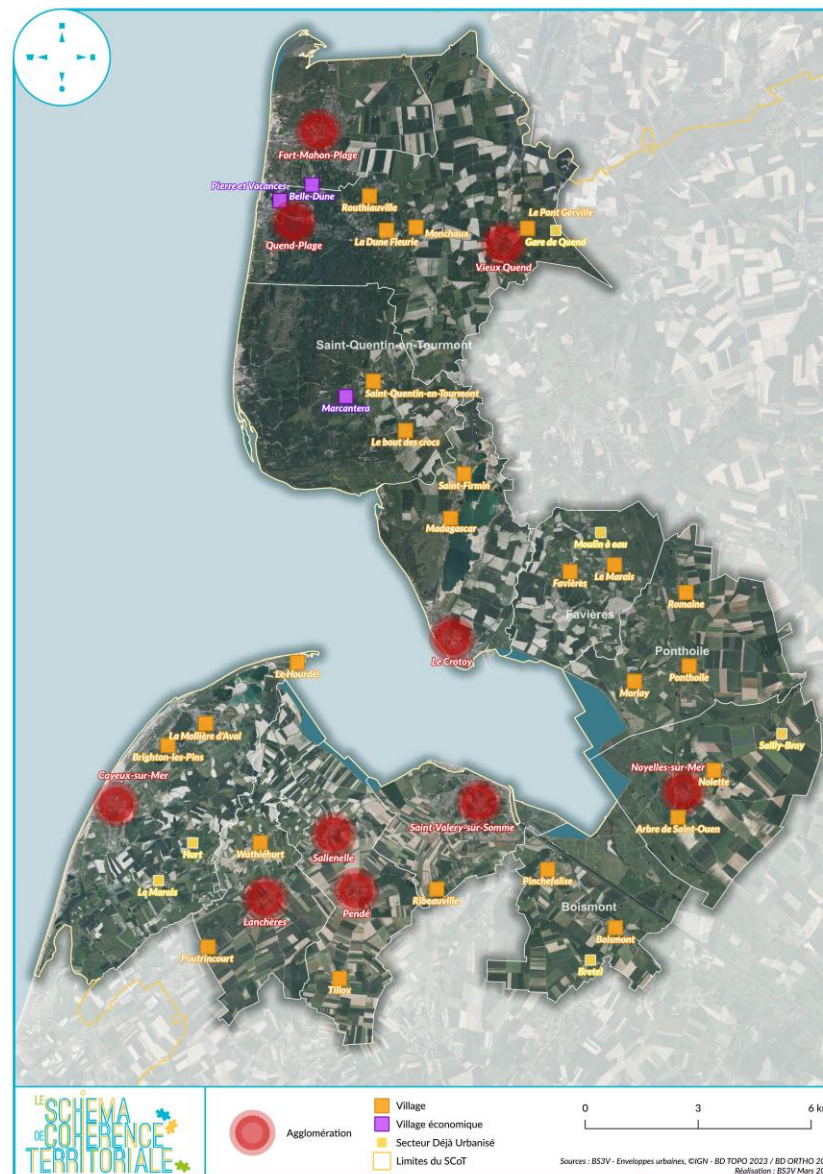 Fort-Mahon-Plage
Pierre et Vacances
Belle-Dune
Routhiauville
Le Pont Gerville
Quend-Plage
La Dune Fleurie
Monchaux
Gare de Quend
Vieux Quend
Saint-Quentin-en-Tourmont
Saint-Quentin-en-Tourmont
Marcantera
Le bout des crocs
Saint-Firmin
Madagascar
Moulin à eau
Favières
Le Marais
Romaine
Favières
Ponthoile
Le Crotoy
Ponthoile
Le Hourdel
Morlay
La Mollière d'Aval
Sailly-Bray
Brighton-les-Pins
Noyelles-sur-Mer
Cayeux-sur-Mer
Nolette
Saint-Valery-sur-Somme
Arbre de Saint-Ouen
Hurt
Wathiéhurt
Sallenelle
Le Marais
Pinchefalise
Ribeauville
Pendé
Boismont
Lanchères
Boismont
Poutrincourt
Bretel
Tilloy
LE
SCHÉMA
DE COHÉRENCE
TERRITORIALE
Agglomération
Village
Village économique
Secteur Déjà Urbanisé
Limites du SCoT
0 3 6 k
Sources : BS3V - Enveloppes urbaines, ©IGN - BD TOPO 2023 / BD ORTHO 20
Réalisation : BS3V Mars 20